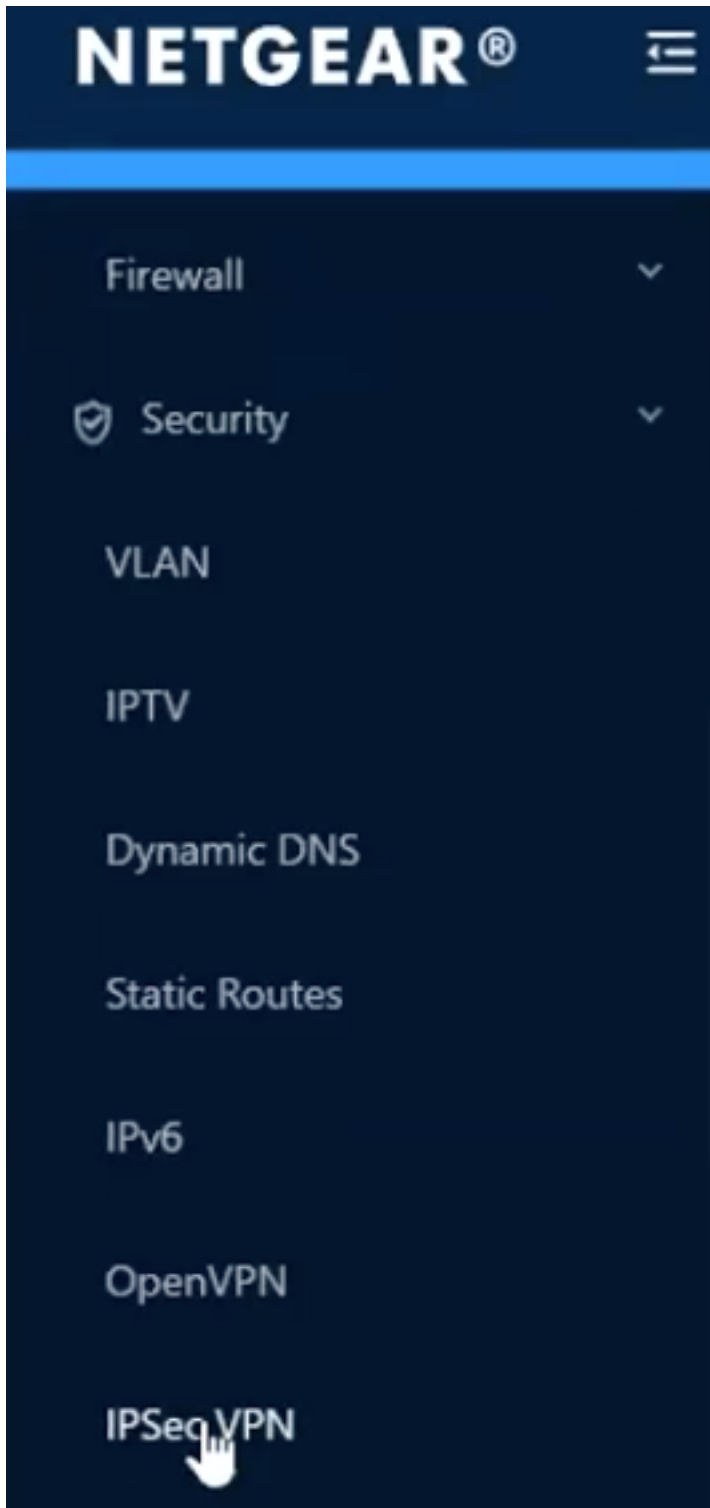 NETGEAR®
Firewall
Security
VLAN
IPTV
Dynamic DNS
Static Routes
IPv6
OpenVPN
IPSec VPN